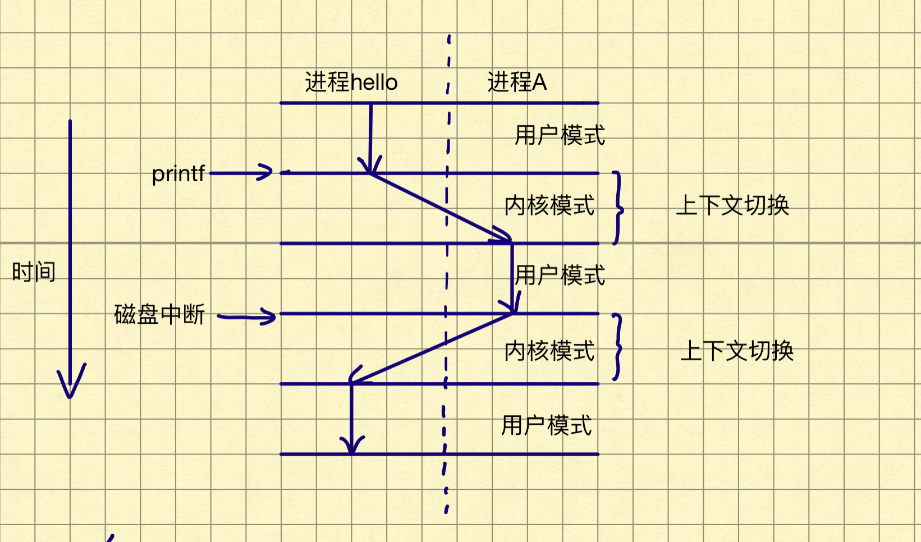 进程hello
进程A
用户模式
printf
内核模式
上下文切换
时间
用户模式
磁盘中断
内核模式
上下文切换
用户模式